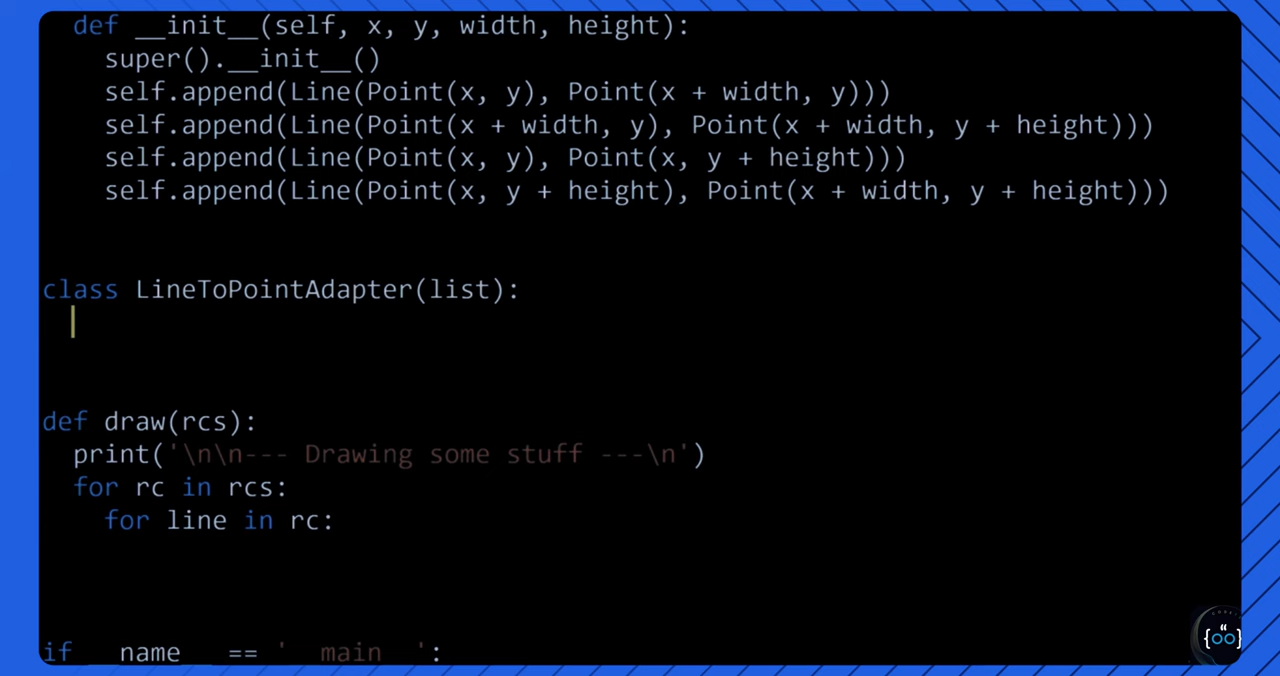 def __init__(self, x, y, width, height):
super().__init__()
self.append(Line(Point(x, y), Point(x + width, y)))
self.append(Line(Point(x + width, y), Point(x + width, y + height)))
self.append(Line(Point(x, y), Point(x, y + height)))
self.append(Line(Point(x, y + height), Point(x + width, y + height)))
class LineToPointAdapter(list):
def draw(rcs):
print('\n\n--- Drawing some stuff ---\n')
for rc in rcs:
for line in rc:
if __name__ == '__main__':